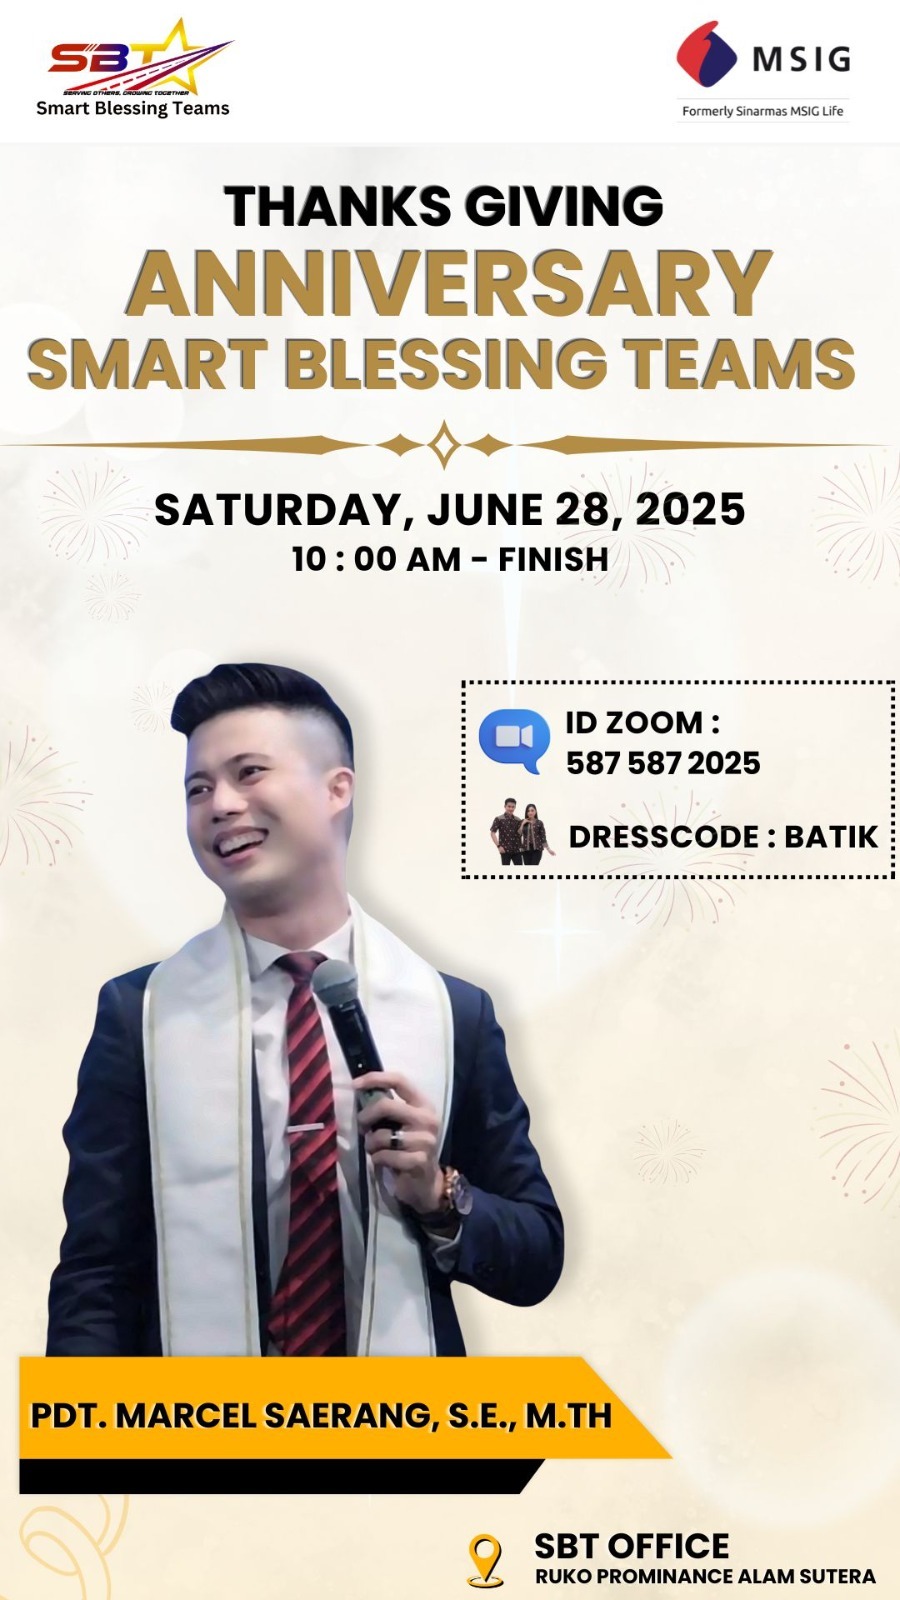 SBT
SERVING OTHERS, GROWING TOGETHER
Smart Blessing Teams
MSIG
Formerly Sinarmas MSIG Life
THANKS GIVING
ANNIVERSARY
SMART BLESSING TEAMS
SATURDAY, JUNE 28, 2025
10 : 00 AM - FINISH
ID ZOOM :
587 587 2025
DRESSCODE : BATIK
PDT. MARCEL SAERANG, S.E., M.TH
SBT OFFICE
RUKO PROMINANCE ALAM SUTERA